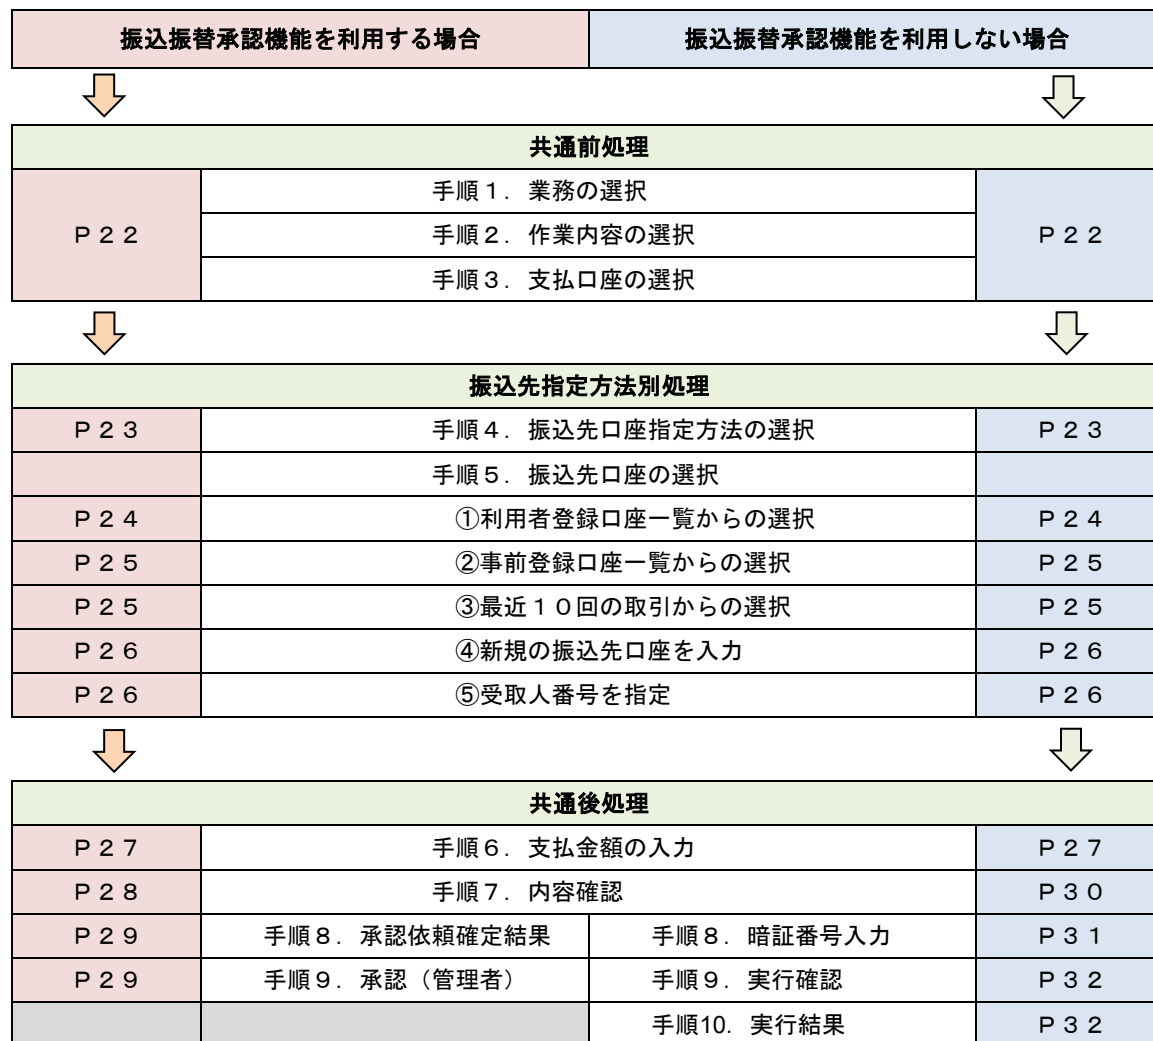 振込振替承認機能を利用する場合 振込振替承認機能を利用しない場合
共通前処理
手順１．業務の選択
Ｐ２２ 手順２．作業内容の選択 Ｐ２２
手順３．支払口座の選択
振込先指定方法別処理
Ｐ２３ 手順４．振込先口座指定方法の選択 Ｐ２３
手順５．振込先口座の選択
Ｐ２４ ①利用者登録口座一覧からの選択 Ｐ２４
Ｐ２５ ②事前登録口座一覧からの選択 Ｐ２５
Ｐ２５ ③最近１０回の取引からの選択 Ｐ２５
Ｐ２６ ④新規の振込先口座を入力 Ｐ２６
Ｐ２６ ⑤受取人番号を指定 Ｐ２６
共通後処理
Ｐ２７ 手順６．支払金額の入力 Ｐ２７
Ｐ２８ 手順７．内容確認 Ｐ３０
Ｐ２９ 手順８．承認依頼確定結果 手順８．暗証番号入力 Ｐ３１
Ｐ２９ 手順９．承認（管理者） 手順９．実行確認 Ｐ３２
手順10．実行結果 Ｐ３２